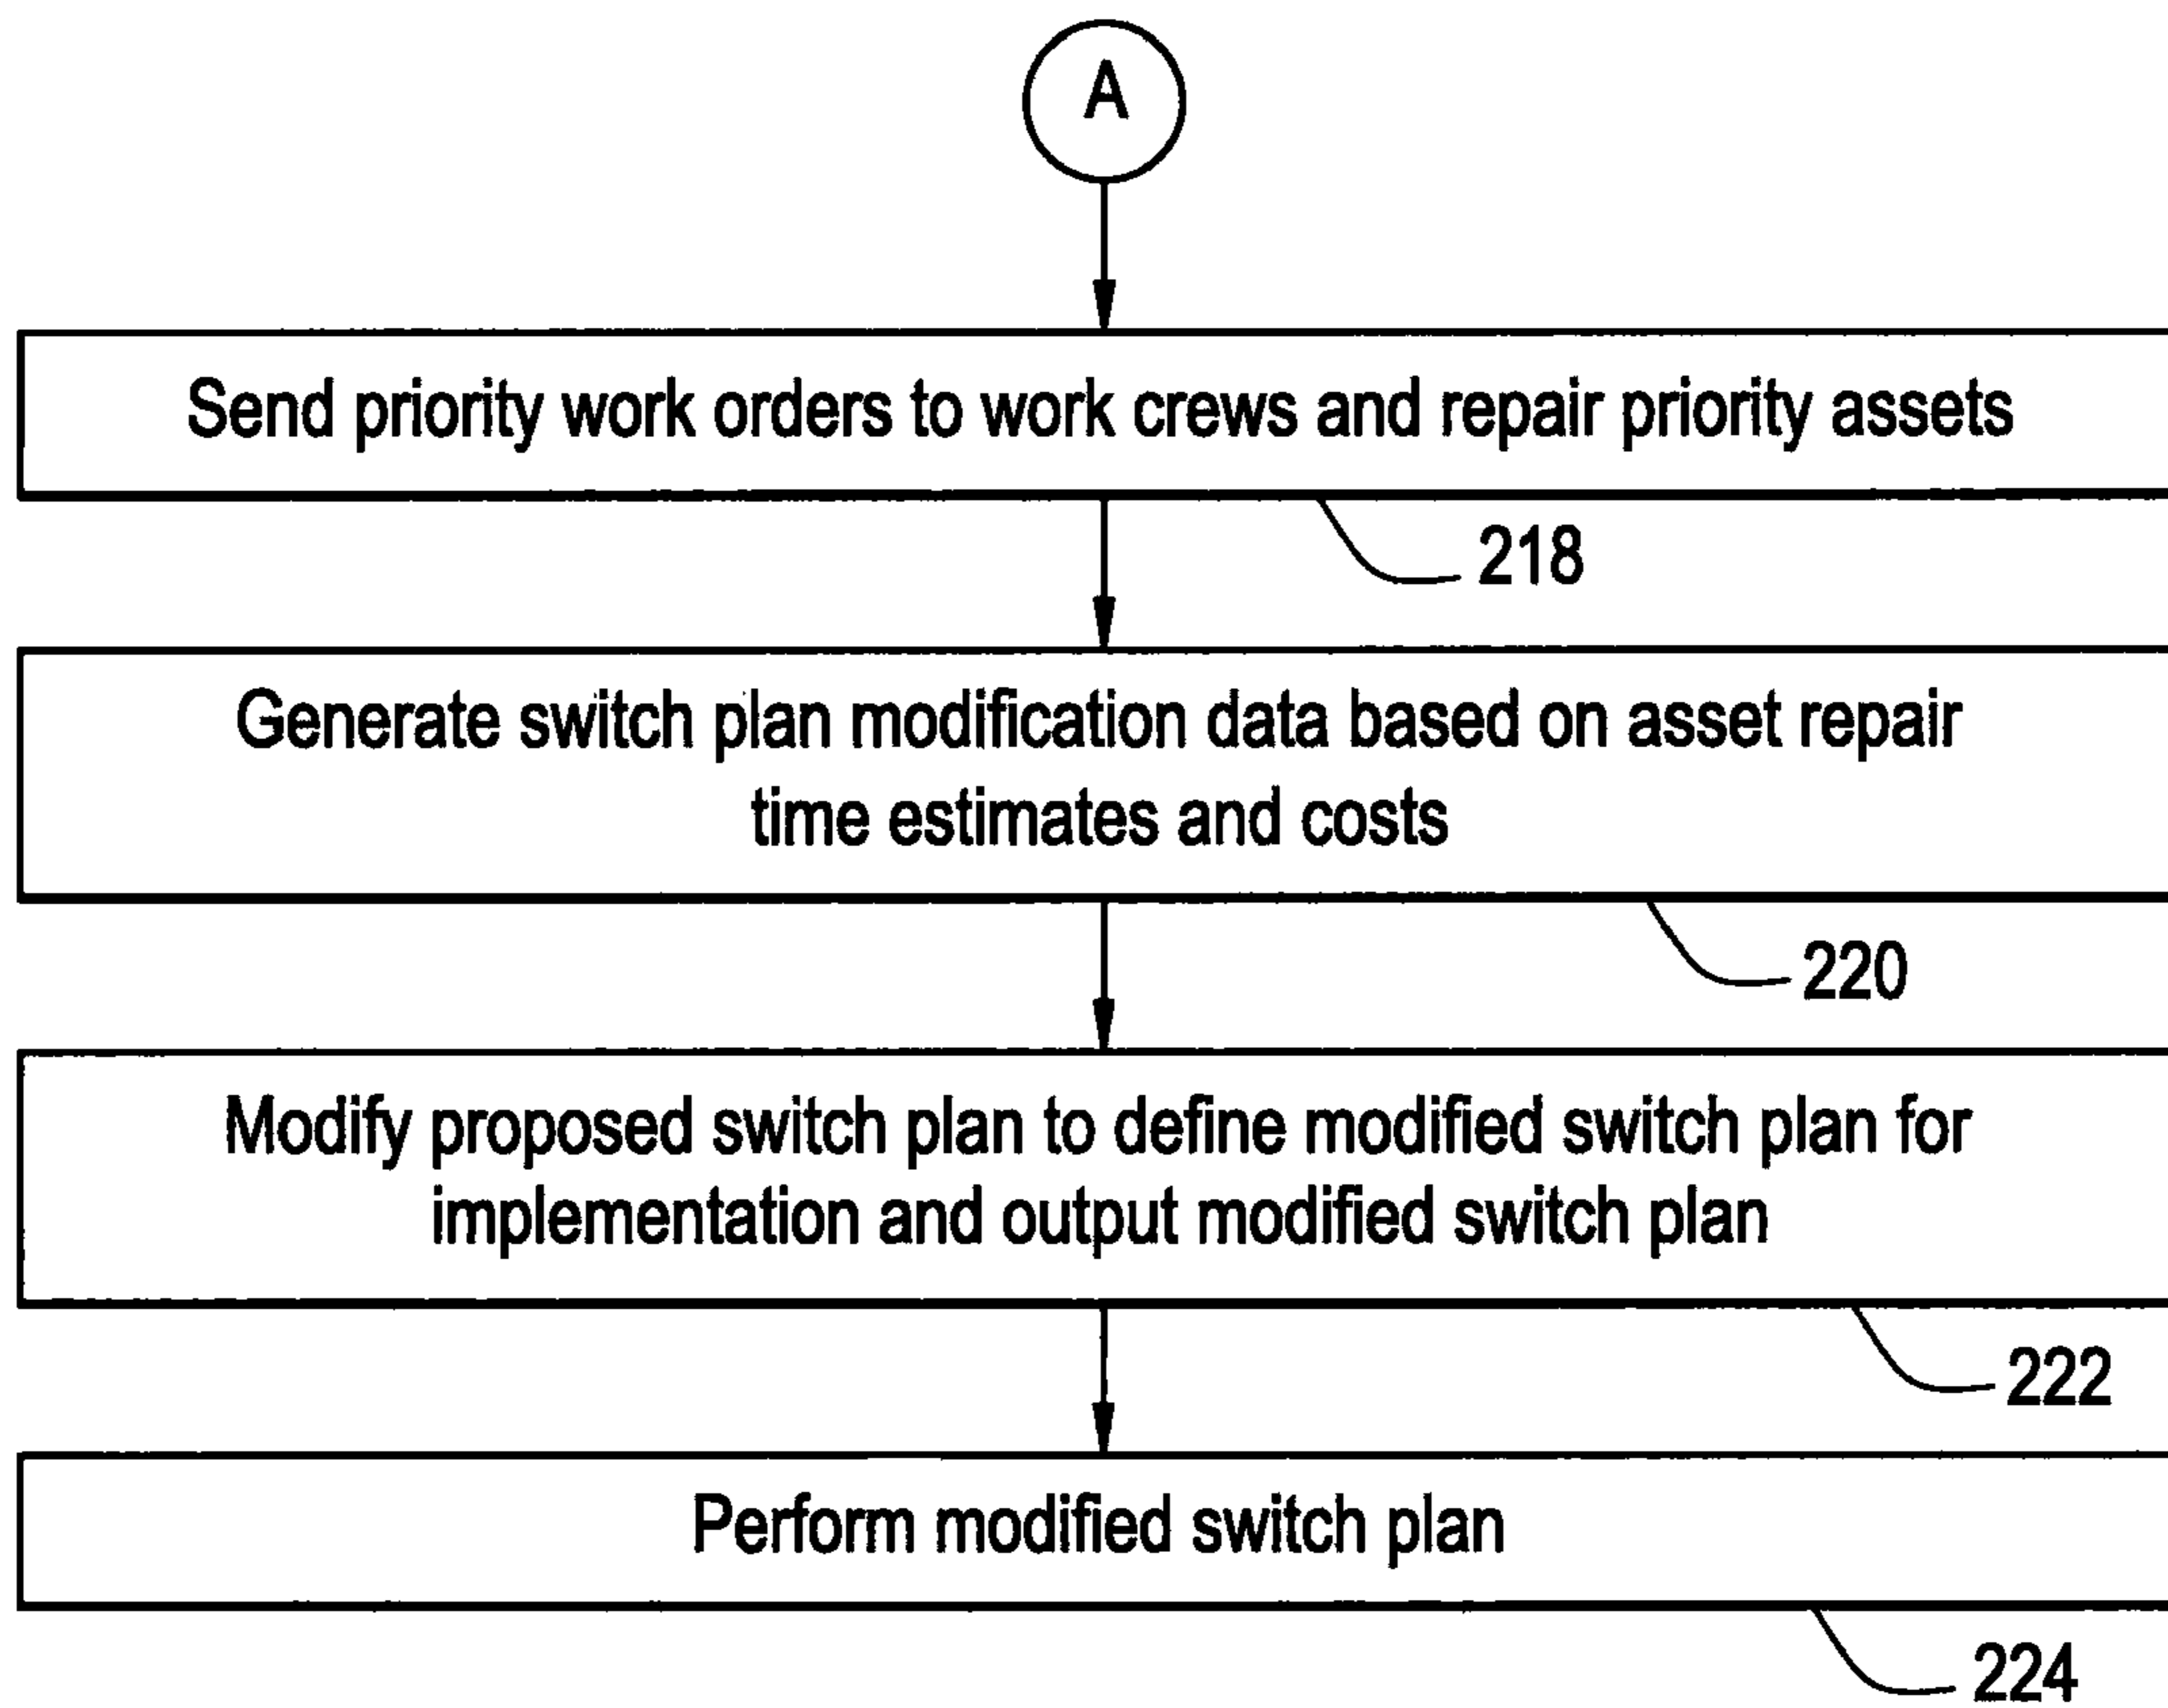 A
Send priority work orders to work crews and repair priority assets
218
Generate switch plan modification data based on asset repair
time estimates and costs
220
Modify proposed switch plan to define modified switch plan for
implementation and output modified switch plan
222
Perform modified switch plan
224